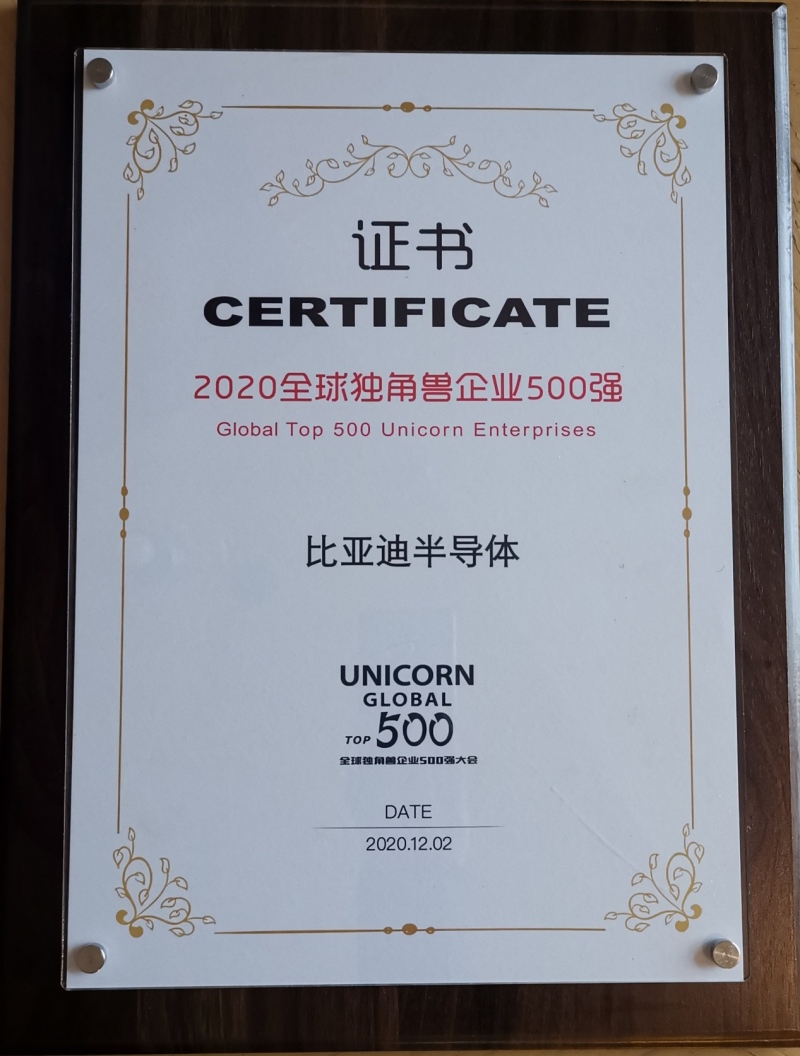 证书
CERTIFICATE
2020全球独角兽企业500强
Global Top 500 Unicorn Enterprises
比亚迪半导体
UNICORN
GLOBAL
TOP 500
全球独角兽企业500强大会
DATE
2020.12.02